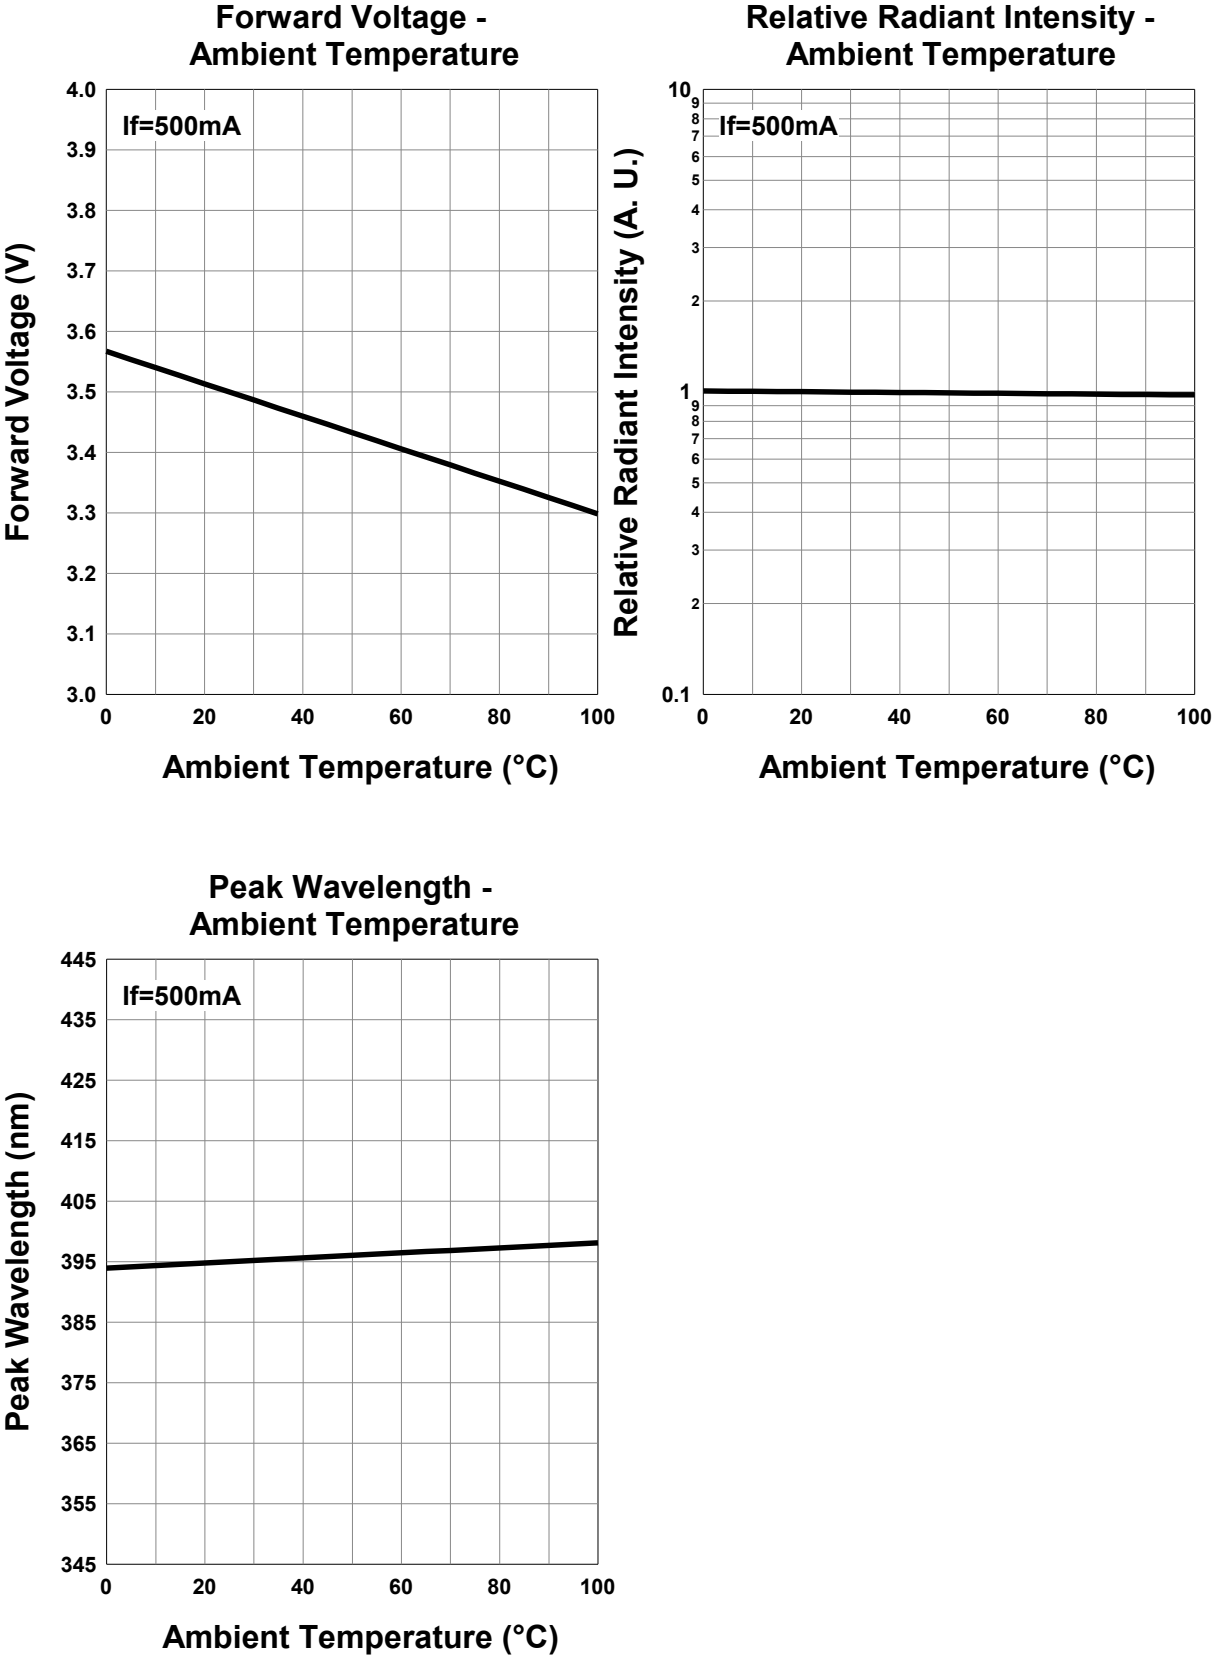 Forward Voltage -
Ambient Temperature
If=500mA
Forward Voltage (V)
4.0
3.9
3.8
3.7
3.6
3.5
3.4
3.3
3.2
3.1
3.0
0 20 40 60 80 100
Ambient Temperature (°C)
Relative Radiant Intensity -
Ambient Temperature
If=500mA
Relative Radiant Intensity (A. U.)
10
9
8
7
6
5
4
3
2
1
9
8
7
6
5
4
3
2
0.1
0 20 40 60 80 100
Ambient Temperature (°C)
Peak Wavelength -
Ambient Temperature
If=500mA
Peak Wavelength (nm)
445
435
425
415
405
395
385
375
365
355
345
0 20 40 60 80 100
Ambient Temperature (°C)